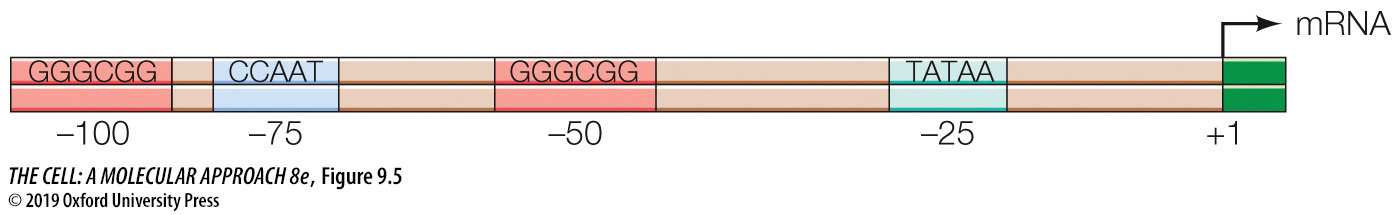 mRNA
GGGCGG CCAAT GGGCGG TATAA
–100 –75 –50 –25 +1
THE CELL: A MOLECULAR APPROACH 8e, Figure 9.5
© 2019 Oxford University Press